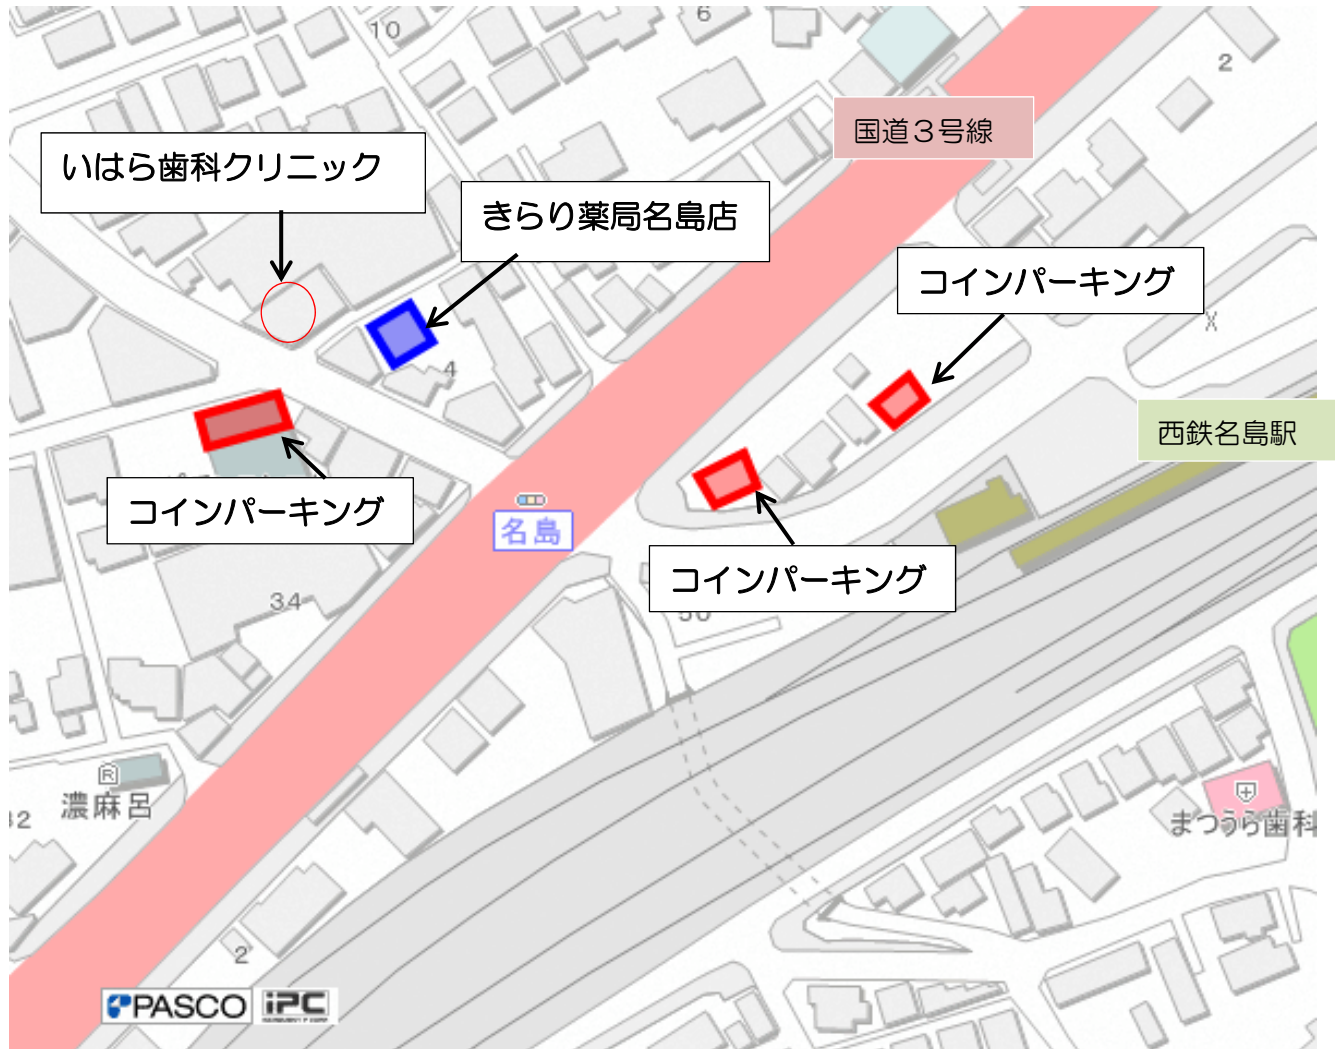 10
6
2
国道３号線
いはら歯科クリニック
きらり薬局名島店
コインパーキング
X
4
西鉄名島駅
コインパーキング
名島
コインパーキング
34
50
R
濃麻呂
32
まつうら歯科
2
PASCO
iPC